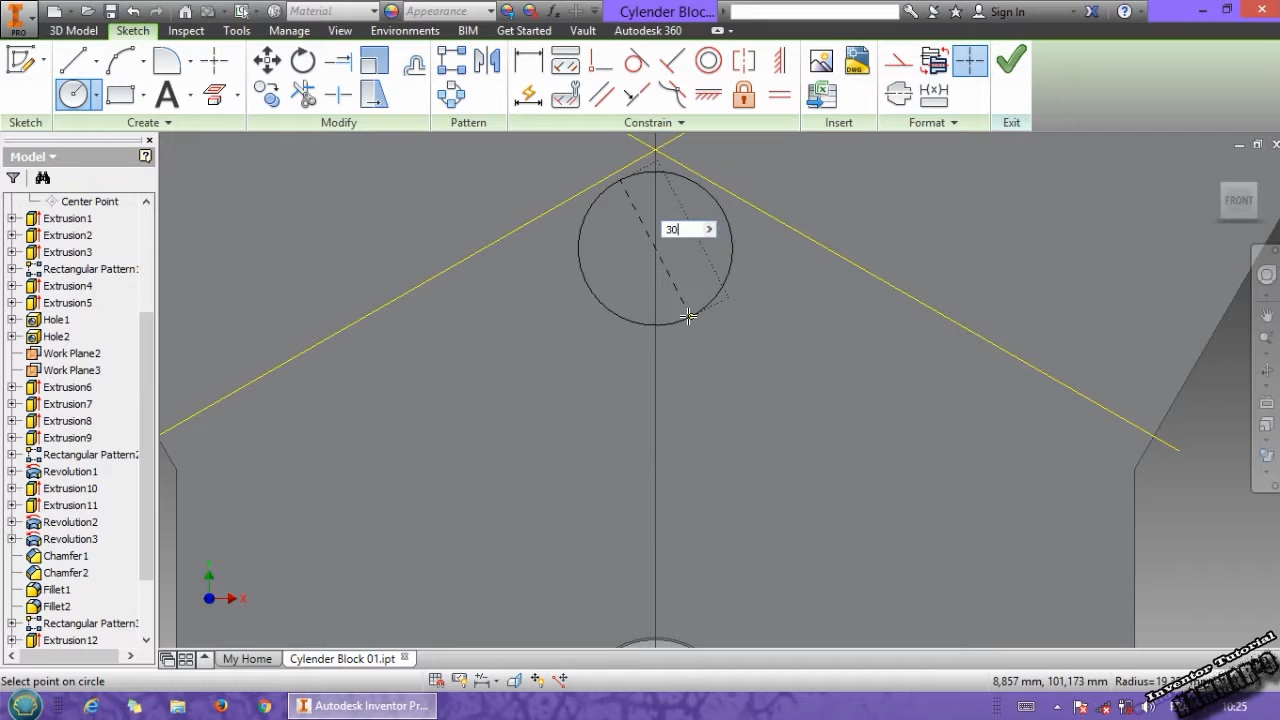 PRO
Material
Appearance
Cylender Bloc...
Sign In
3D Model
Sketch
Inspect
Tools
Manage
View
Environments
BIM
Get Started
Vault
Autodesk 360
Sketch
Create
Modify
Pattern
Constrain
Insert
Format
Exit
Model
Center Point
Extrusion1
Extrusion2
Extrusion3
Rectangular Pattern1
Extrusion4
Extrusion5
Hole1
Hole2
Work Plane2
Work Plane3
Extrusion6
Extrusion7
Extrusion8
Extrusion9
Rectangular Pattern2
Revolution1
Extrusion10
Extrusion11
Revolution2
Revolution3
Chamfer1
Chamfer2
Fillet1
Fillet2
Rectangular Pattern3
Extrusion12
30
FRONT
Y
X
My Home
Cylender Block 01.ipt
Select point on circle
8,857 mm, 101,173 mm
Radius=19,
Inventor Tutorial
Autodesk Inventor Pr...
10:25